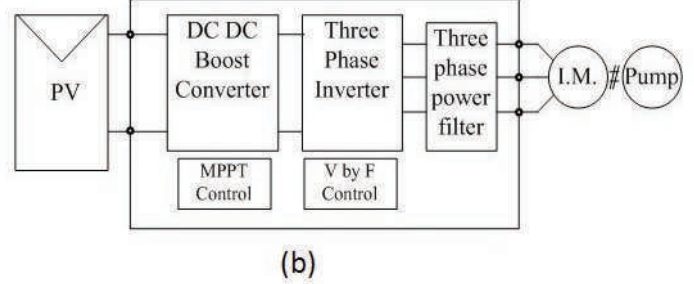 PV
DC DC
Boost
Converter
MPPT
Control
Three
Phase
Inverter
V by F
Control
Three
phase
power
filter
I.M.
#
Pump
(b)